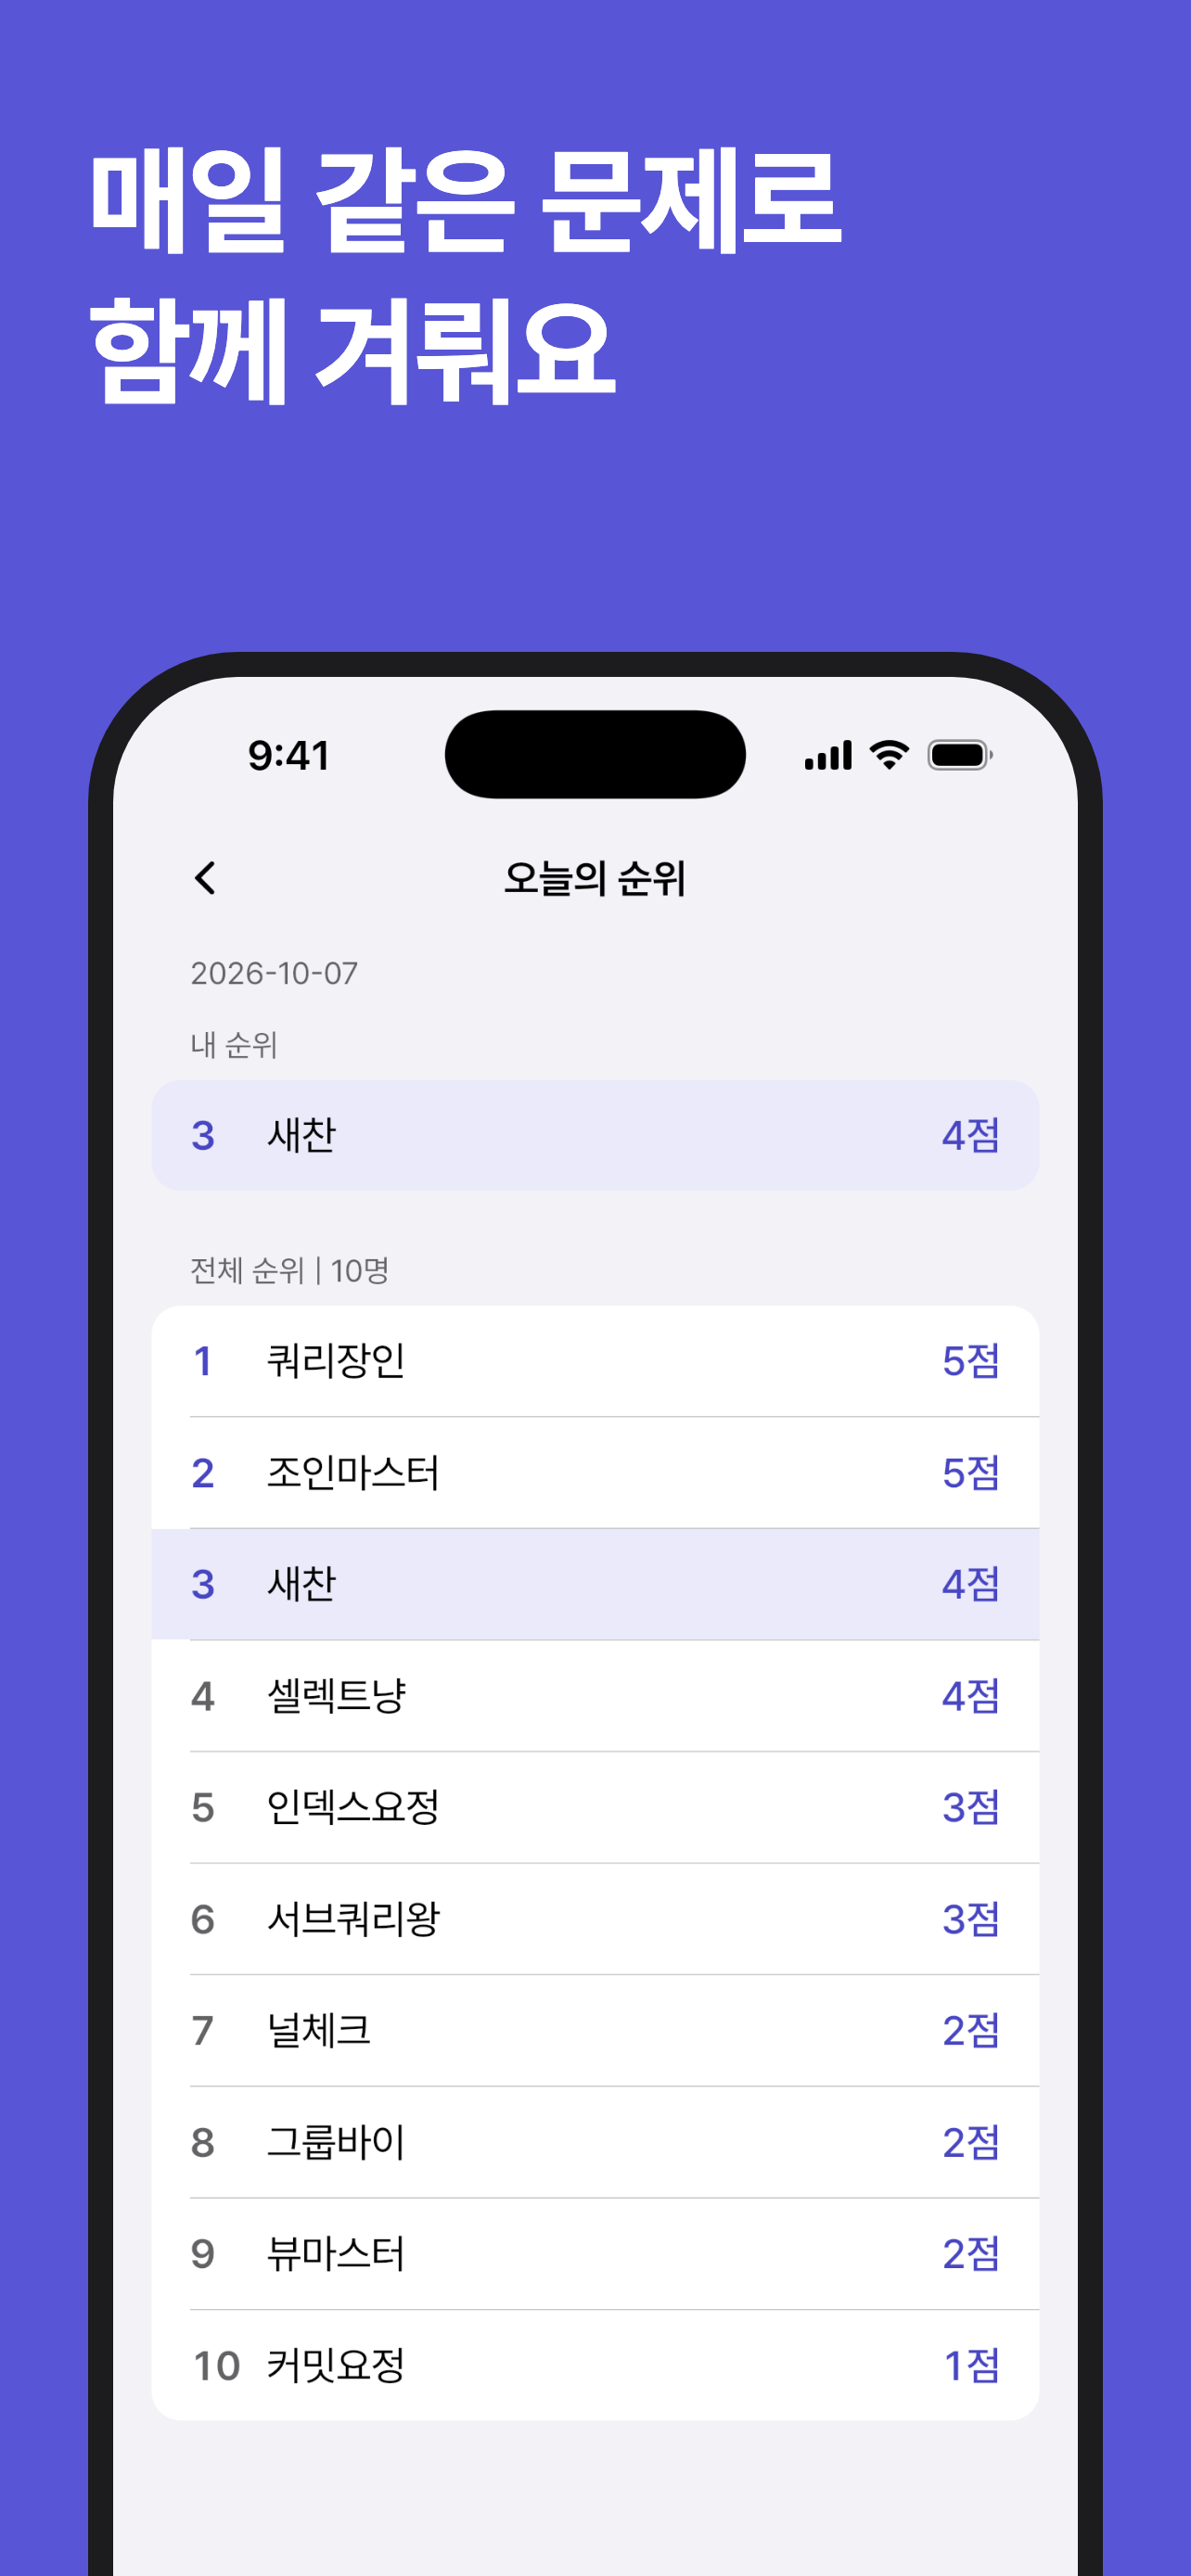 매일 같은 문제로
함께 겨뤄요
9:41
오늘의 순위
2026-10-07
내 순위
3 새찬 4점
전체 순위 | 10명
1 쿼리장인 5점
2 조인마스터 5점
3 새찬 4점
4 셀렉트냥 4점
5 인덱스요정 3점
6 서브쿼리왕 3점
7 널체크 2점
8 그룹바이 2점
9 뷰마스터 2점
10 커밋요정 1점